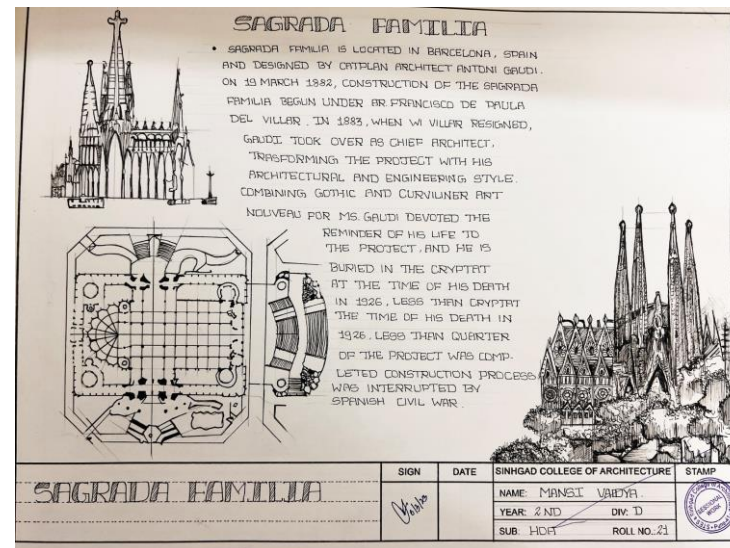 SAGRADA FAMILIA
• SAGRADA FAMILIA IS LOCATED IN BARCELONA, SPAIN
AND DESIGNED BY CATPLAN ARCHITECT ANTONI GAUDI.
ON 19 MARCH 1882, CONSTRUCTION OF THE SAGRADA
FAMILIA BEGUN UNDER AR.FRANCISCO DE PAULA
DEL VILLAR. IN 1883, WHEN WI VILLAR RESIGNED,
GAUDI TOOK OVER AS CHIEF ARCHITECT,
TRASFORMING THE PROJECT WITH HIS
ARCHITECTURAL AND ENGINEERING STYLE.
COMBINING GOTHIC AND CURVILINER ART
NOUVEAU FOR MS. GAUDI DEVOTED THE
REMINDER OF HIS LIFE TO
THE PROJECT, AND HE IS
BURIED IN THE CRYPTAT
AT THE TIME OF HIS DEATH
IN 1926, LESS THAN CRYPTAT
THE TIME OF HIS DEATH IN
1926. LESS THAN QUARTER
OF THE PROJECT WAS COMP-
LETED CONSTRUCTION PROCESS
WAS INTERRUPTED BY
SPANISH CIVIL WAR.
SAGRADA FAMILIA
SIGN
DATE
SINHGAD COLLEGE OF ARCHITECTURE
STAMP
NAME: MANSI VAIDYA.
YEAR: 2 ND DIV: D
SUB: HOA ROLL NO.:21